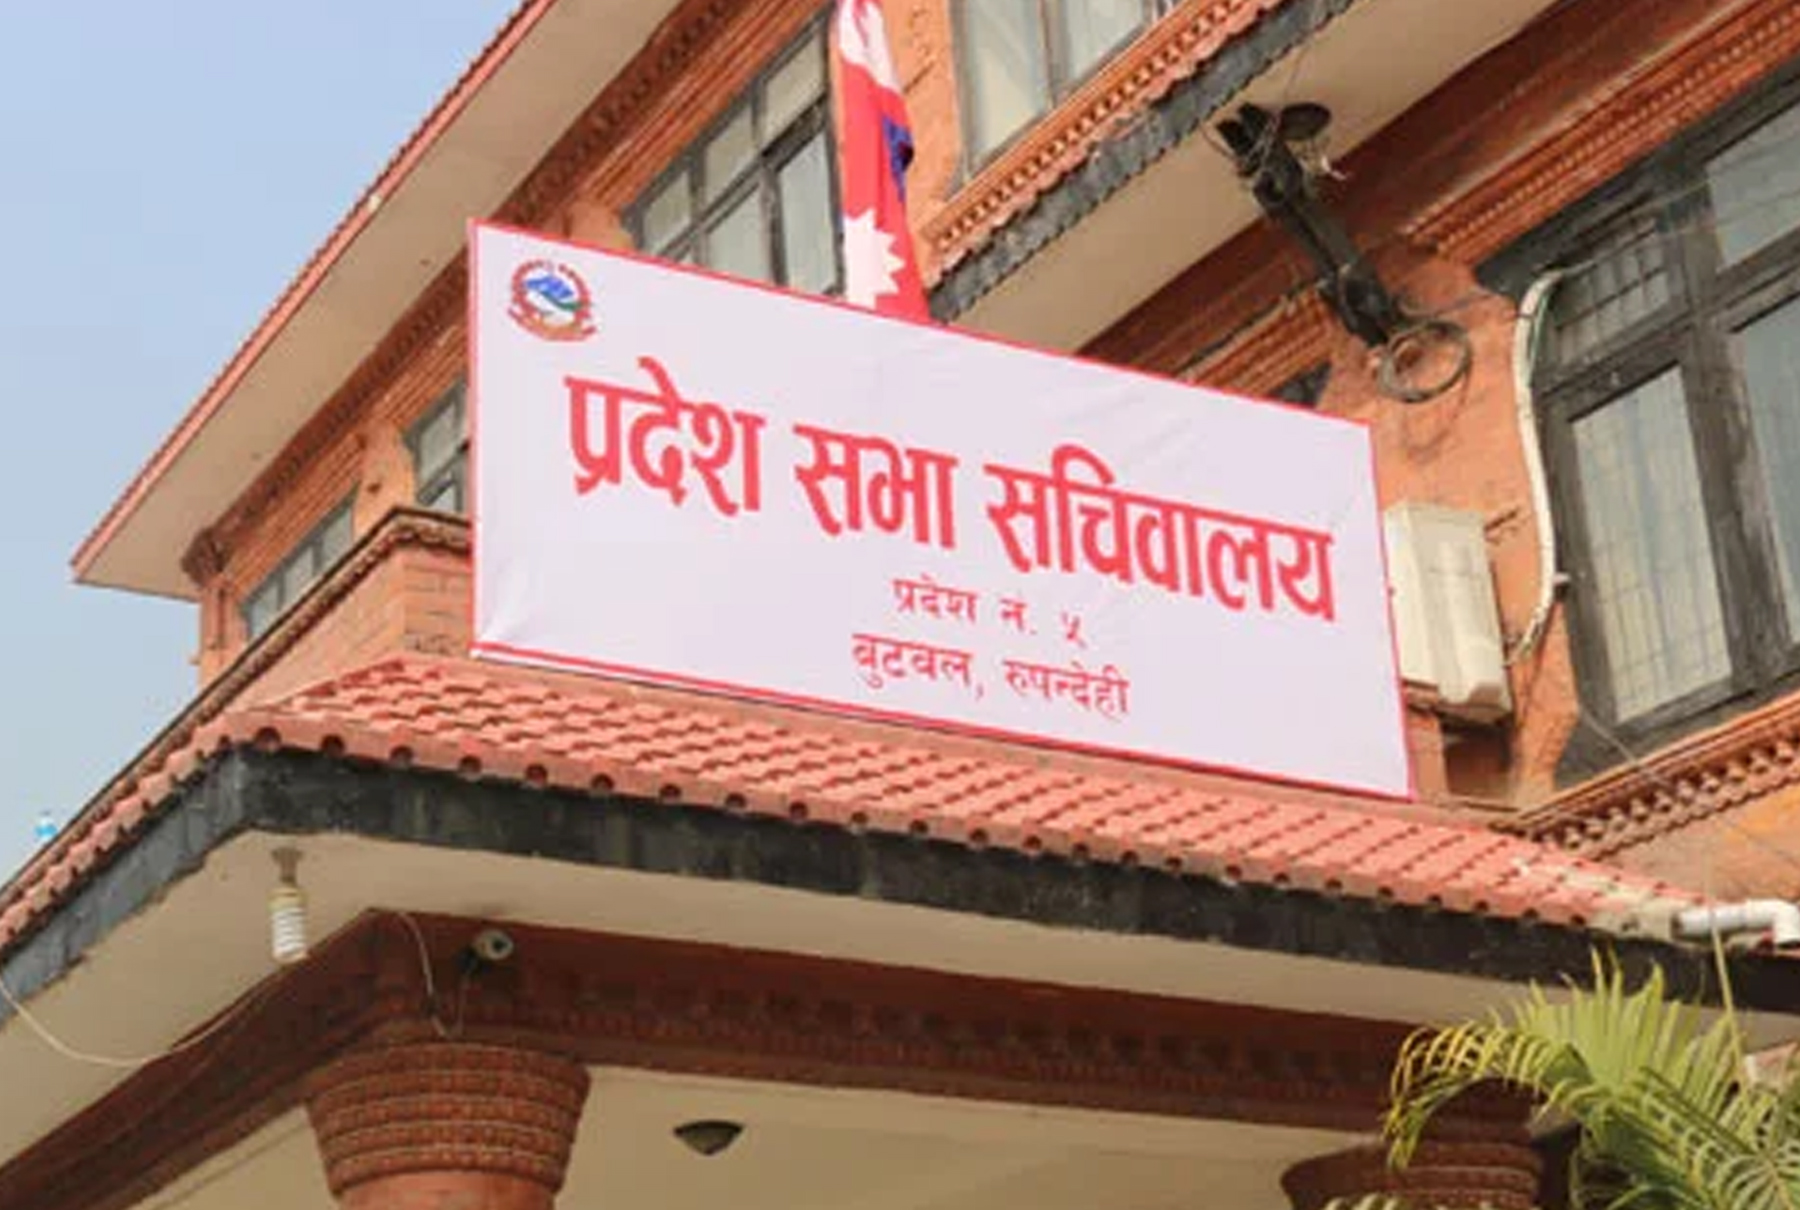 प्रदेश सभा सचिवालय
प्रदेश न. ५
बुटवल, रुपन्देही